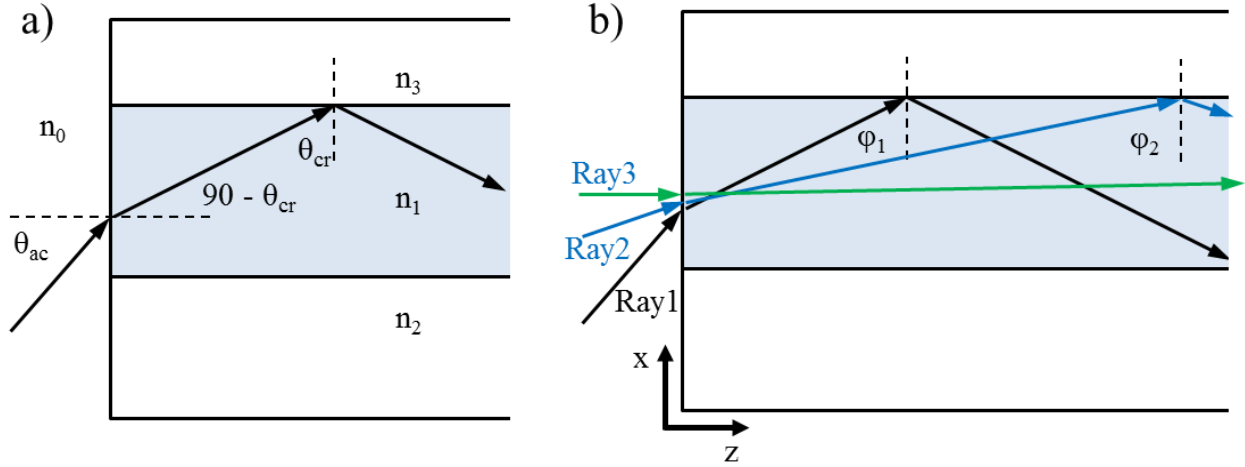 a)
n₃
n₀
θcr
90 - θcr
n₁
θac
n₂
b)
φ₁
φ₂
Ray3
Ray2
Ray1
x
z